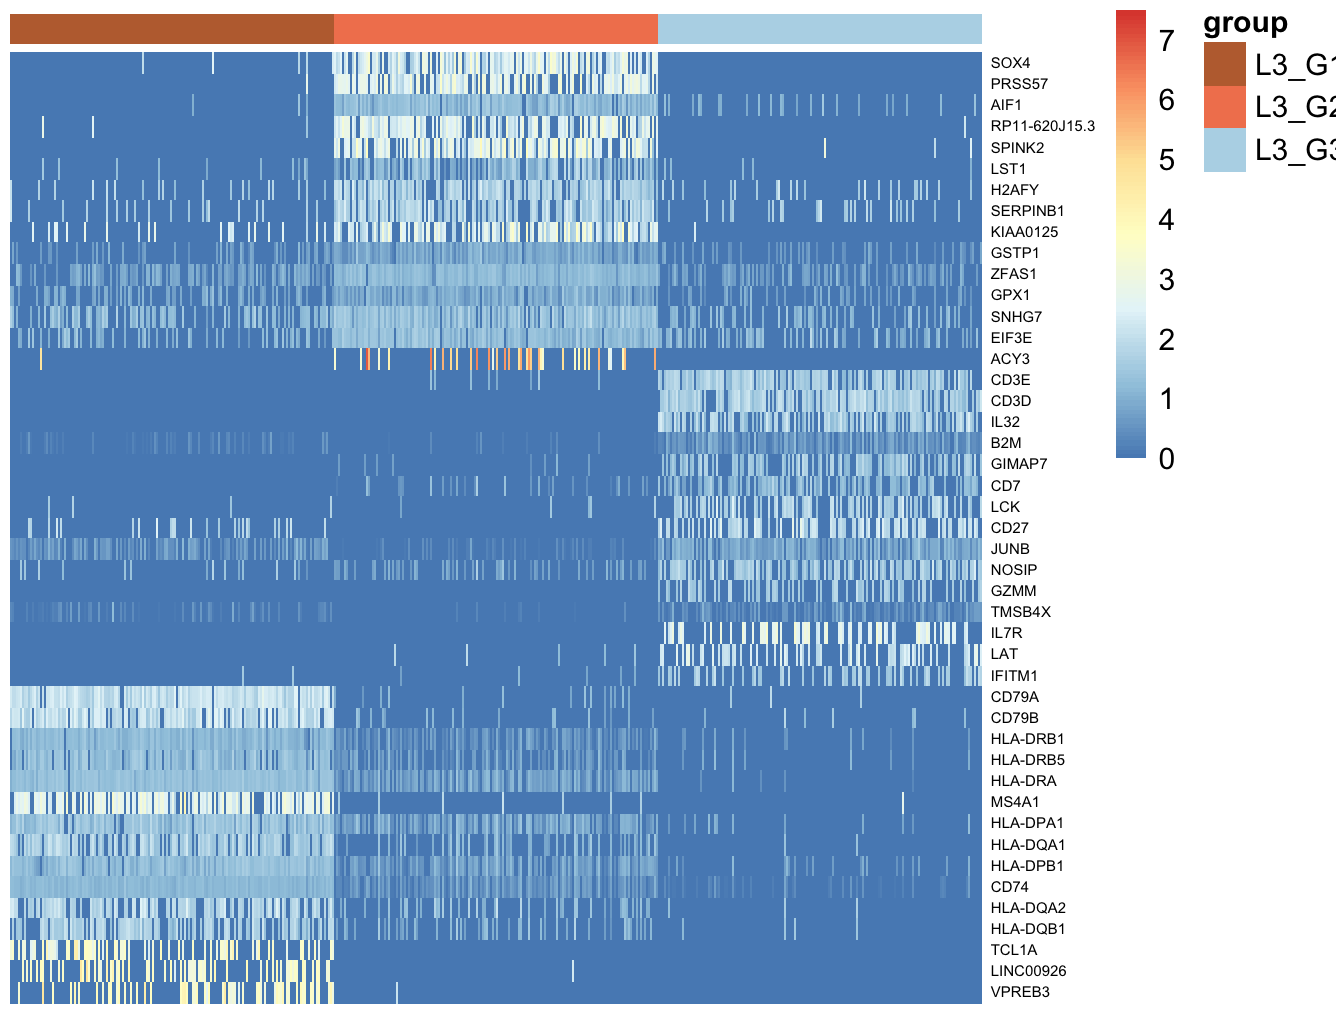 SOX4
PRSS57
AIF1
RP11-620J15.3
SPINK2
LST1
H2AFY
SERPINB1
KIAA0125
GSTP1
ZFAS1
GPX1
SNHG7
EIF3E
ACY3
CD3E
CD3D
IL32
B2M
GIMAP7
CD7
LCK
CD27
JUNB
NOSIP
GZMM
TMSB4X
IL7R
LAT
IFITM1
CD79A
CD79B
HLA-DRB1
HLA-DRB5
HLA-DRA
MS4A1
HLA-DPA1
HLA-DQA1
HLA-DPB1
CD74
HLA-DQA2
HLA-DQB1
TCL1A
LINC00926
VPREB3
7
6
5
4
3
2
1
0
group
L3_G1
L3_G2
L3_G3